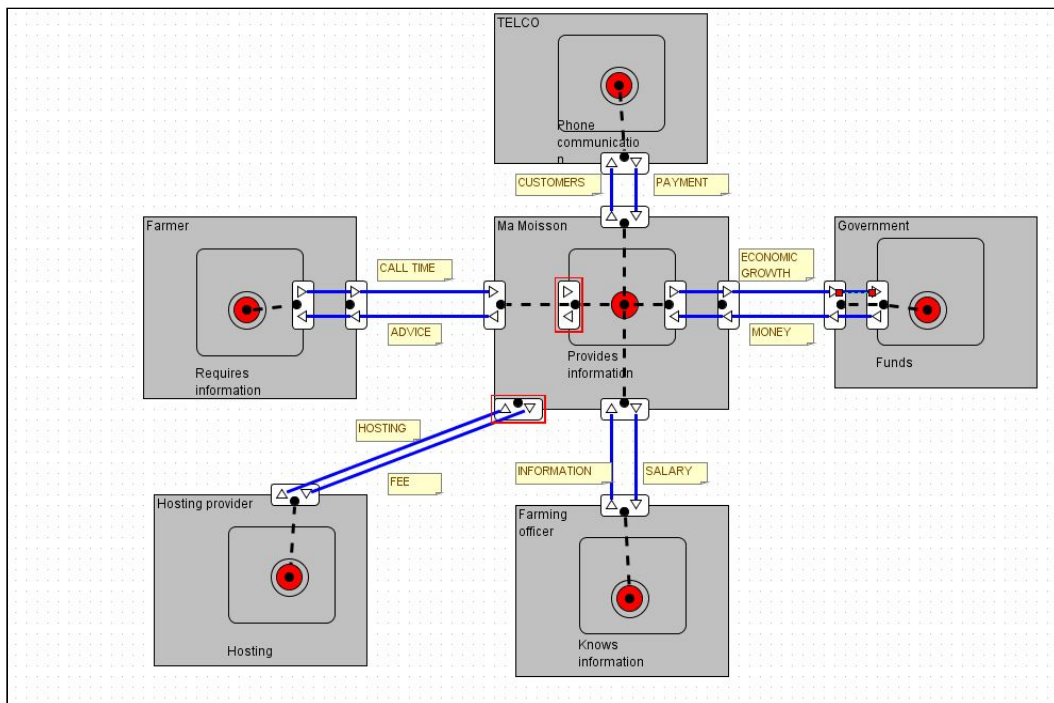 TELCO
Phone
communicatio
n
CUSTOMERS
PAYMENT
Farmer
Ma Moisson
Government
CALL TIME
ECONOMIC
GROWTH
ADVICE
MONEY
Requires
information
Provides
information
Funds
HOSTING
FEE
INFORMATION
SALARY
Hosting provider
Farming
officer
Hosting
Knows
information